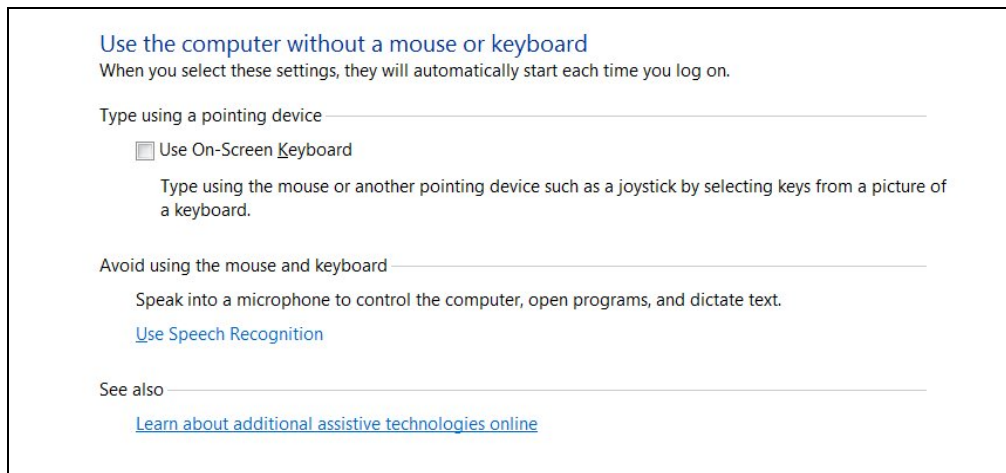 Use the computer without a mouse or keyboard
When you select these settings, they will automatically start each time you log on.
Type using a pointing device
Use On-Screen Keyboard
Type using the mouse or another pointing device such as a joystick by selecting keys from a picture of
a keyboard.
Avoid using the mouse and keyboard
Speak into a microphone to control the computer, open programs, and dictate text.
Use Speech Recognition
See also
Learn about additional assistive technologies online